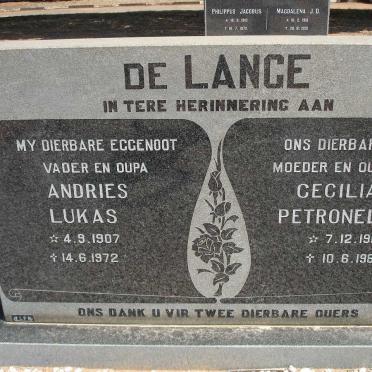 PHILIPPUS JACOBUS
MAGDALENA J.D.
DE LANGE
IN TERE HERINNERING AAN
MY DIERBARE EGGENOOT
VADER EN OUPA
ANDRIES
LUKAS
☆ 4.9.1907
† 14.6.1972
ONS DIERBA
MOEDER EN OU
CECILIA
PETRONEL
☆ 7.12.19
† 10.6.198
ONS DANK U VIR TWEE DIERBARE OUERS